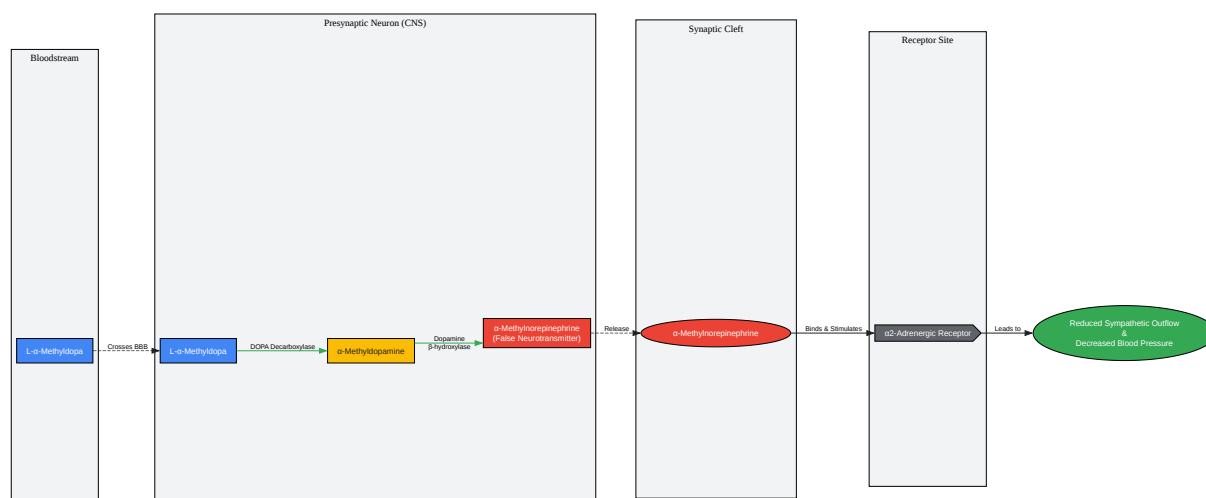 Bloodstream
L-α-Methyldopa
Crosses BBB
Presynaptic Neuron (CNS)
L-α-Methyldopa
DOPA Decarboxylase
α-Methyldopamine
Dopamine
β-hydroxylase
α-Methylnorepinephrine
(False Neurotransmitter)
Release
Synaptic Cleft
α-Methylnorepinephrine
Binds & Stimulates
Receptor Site
α2-Adrenergic Receptor
Leads to
Reduced Sympathetic Outflow
&
Decreased Blood Pressure